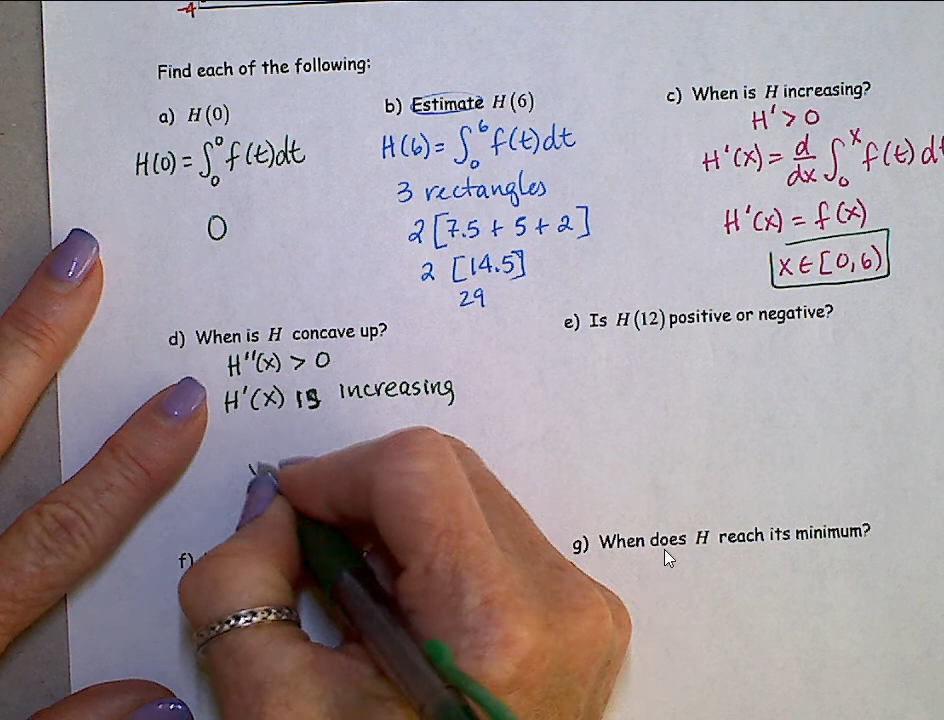 -4
Find each of the following:
a) H(0)
H(0) = ∫₀⁰ f(t)dt
0
b) Estimate H(6)
H(6) = ∫₀⁶ f(t)dt
3 rectangles
2[7.5 + 5 + 2]
2 [14.5]
29
c) When is H increasing?
H' > 0
H'(x) = d/dx ∫₀ˣ f(t) dt
H'(x) = f(x)
x ∈ [0,6)
d) When is H concave up?
H''(x) > 0
H'(x) is increasing
e) Is H(12) positive or negative?
f)
g) When does H reach its minimum?